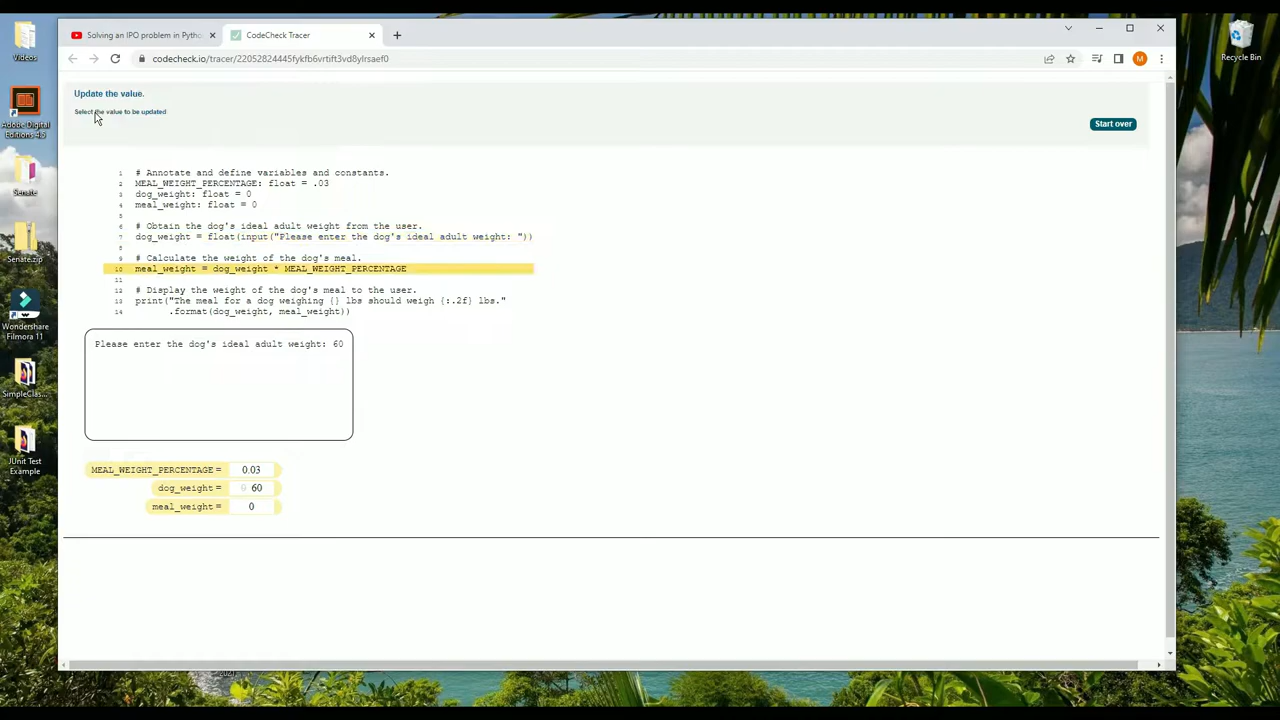 Videos
Adobe Digital
Editions 4.5
Senate
Senate.zip
Wondershare
Filmora 11
SimpleClas...
JUnit Test
Example
Recycle Bin
Solving an IPO problem in Pytho
CodeCheck Tracer
codecheck.io/tracer/22052824445fykfb6vrtift3vd8ylrsaef0
M
Update the value.
Select the value to be updated
Start over
1 # Annotate and define variables and constants.
2 MEAL_WEIGHT_PERCENTAGE: float = .03
3 dog_weight: float = 0
4 meal_weight: float = 0
5
6 # Obtain the dog's ideal adult weight from the user.
7 dog_weight = float(input("Please enter the dog's ideal adult weight: "))
8
9 # Calculate the weight of the dog's meal.
10 meal_weight = dog_weight * MEAL_WEIGHT_PERCENTAGE
11
12 # Display the weight of the dog's meal to the user.
13 print("The meal for a dog weighing {} lbs should weigh {:.2f} lbs."
14 .format(dog_weight, meal_weight))
Please enter the dog's ideal adult weight: 60
MEAL_WEIGHT_PERCENTAGE = 0.03
dog_weight = 0 60
meal_weight = 0